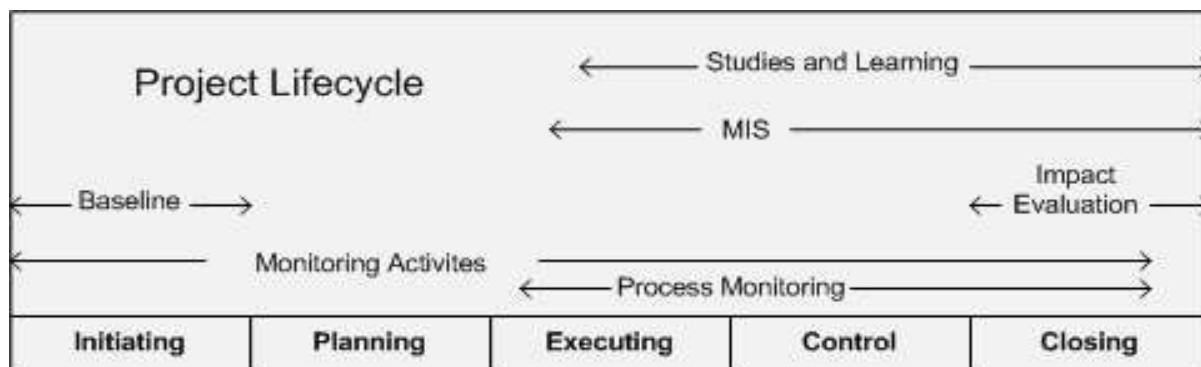 Project Lifecycle
Studies and Learning
MIS
Baseline
Impact
Evaluation
Monitoring Activites
Process Monitoring
Initiating
Planning
Executing
Control
Closing